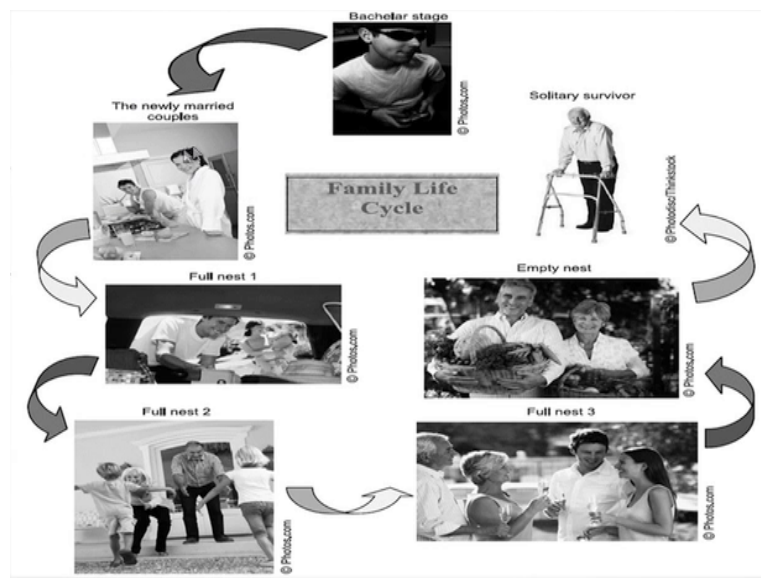 Bachelar stage
© Photos.com
The newly married
couples
© Photos.com
Solitary survivor
© Photodisc/Thinkstock
Family Life
Cycle
Full nest 1
© Photos.com
Empty nest
© Photos.com
Full nest 2
© Photos.com
Full nest 3
© Photos.com